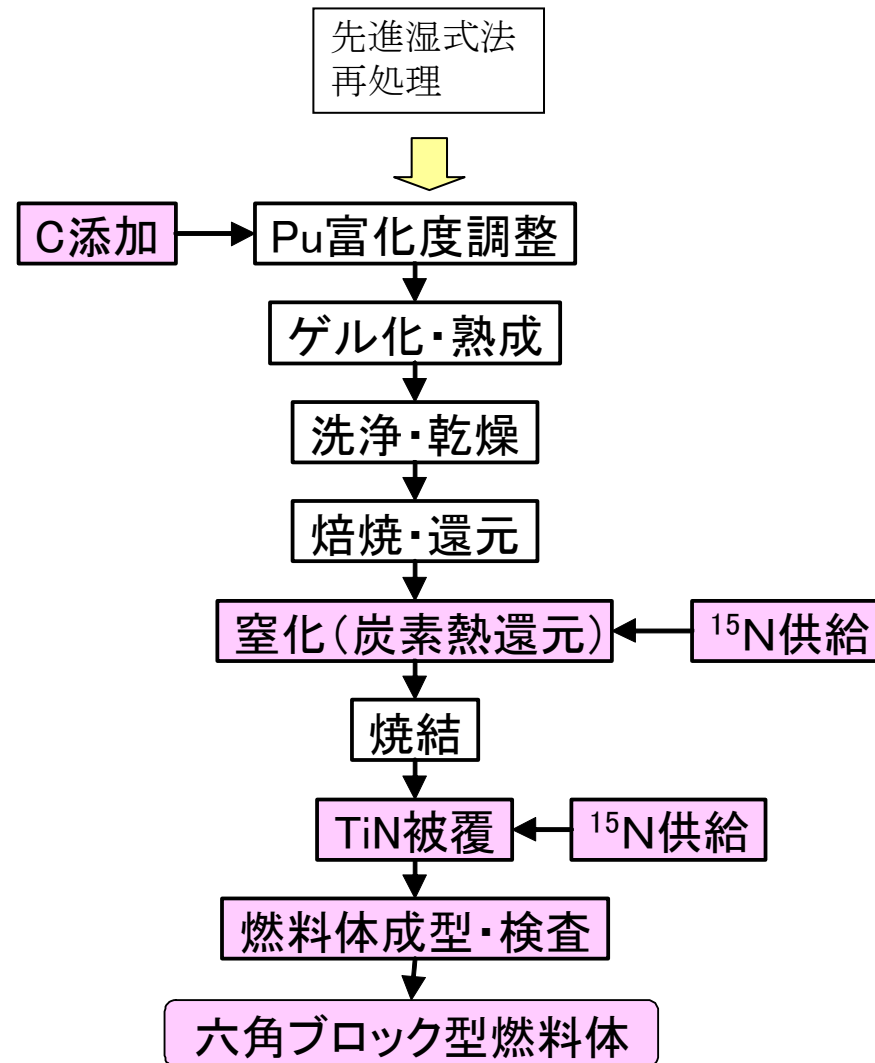 先進湿式法
再処理
C添加
Pu富化度調整
ゲル化・熟成
洗浄・乾燥
焙焼・還元
窒化(炭素熱還元)
¹⁵N供給
焼結
TiN被覆
¹⁵N供給
燃料体成型・検査
六角ブロック型燃料体